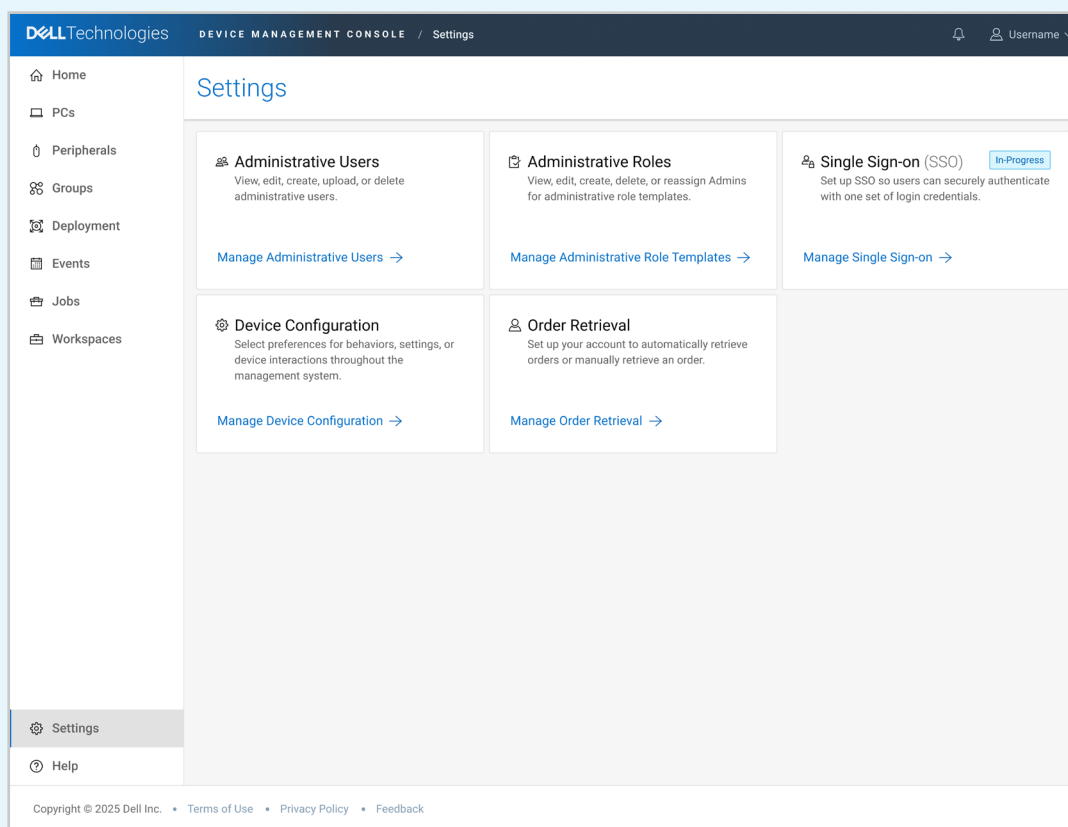 DELLTechnologies DEVICE MANAGEMENT CONSOLE / Settings Username
Home
PCs
Peripherals
Groups
Deployment
Events
Jobs
Workspaces
Settings
Help
Settings
Administrative Users
View, edit, create, upload, or delete
administrative users.
Manage Administrative Users →
Administrative Roles
View, edit, create, delete, or reassign Admins
for administrative role templates.
Manage Administrative Role Templates →
Single Sign-on (SSO) In-Progress
Set up SSO so users can securely authenticate
with one set of login credentials.
Manage Single Sign-on →
Device Configuration
Select preferences for behaviors, settings, or
device interactions throughout the
management system.
Manage Device Configuration →
Order Retrieval
Set up your account to automatically retrieve
orders or manually retrieve an order.
Manage Order Retrieval →
Copyright © 2025 Dell Inc. • Terms of Use • Privacy Policy • Feedback